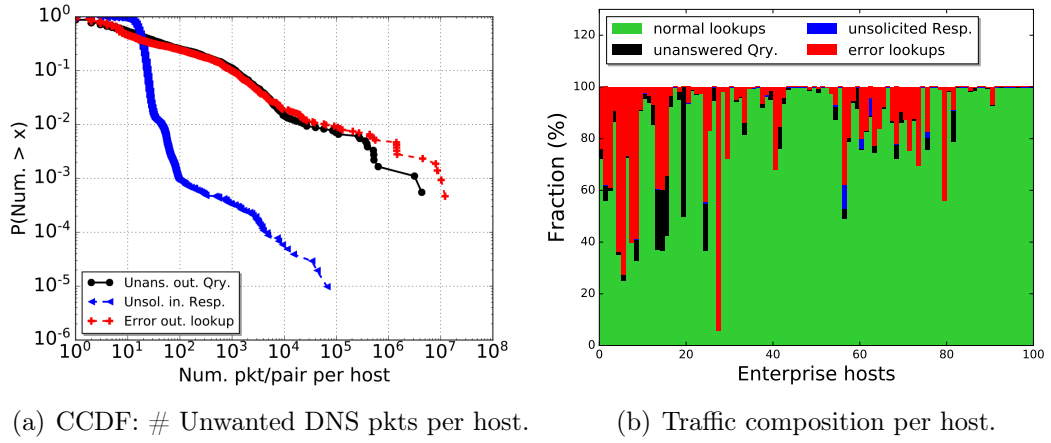 P(Num. > x)
10^0
10^-1
10^-2
10^-3
10^-4
10^-5
10^-6
Unans. out. Qry.
Unsol. in. Resp.
Error out. lookup
10^0 10^1 10^2 10^3 10^4 10^5 10^6 10^7 10^8
Num. pkt/pair per host
(a) CCDF: # Unwanted DNS pkts per host.
Fraction (%)
120
100
80
60
40
20
0
normal lookups unsolicited Resp.
unanswered Qry. error lookups
0 20 40 60 80 100
Enterprise hosts
(b) Traffic composition per host.